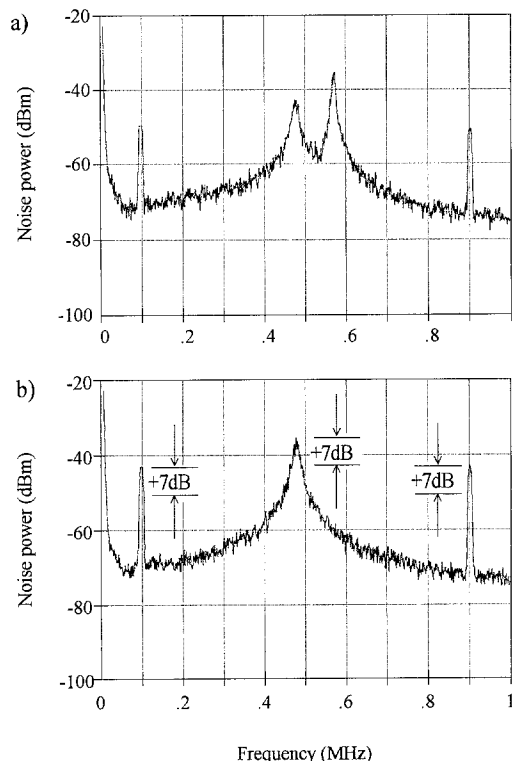 a)
-20
-40
-60
-80
-100
Noise power (dBm)
0 .2 .4 .6 .8 1
b)
-20
-40
-60
-80
-100
Noise power (dBm)
+7dB
+7dB
+7dB
0 .2 .4 .6 .8 1
Frequency (MHz)